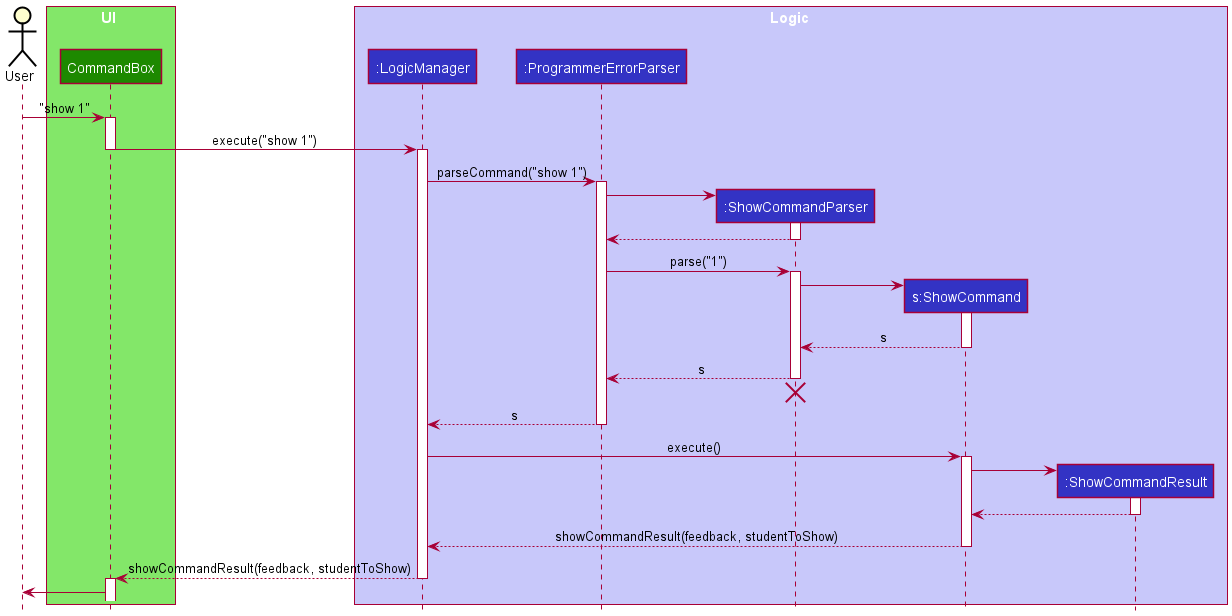 UI
Logic
User
CommandBox
:LogicManager
:ProgrammerErrorParser
"show 1"
execute("show 1")
parseCommand("show 1")
:ShowCommandParser
parse("1")
s:ShowCommand
s
s
s
execute()
:ShowCommandResult
showCommandResult(feedback, studentToShow)
showCommandResult(feedback, studentToShow)